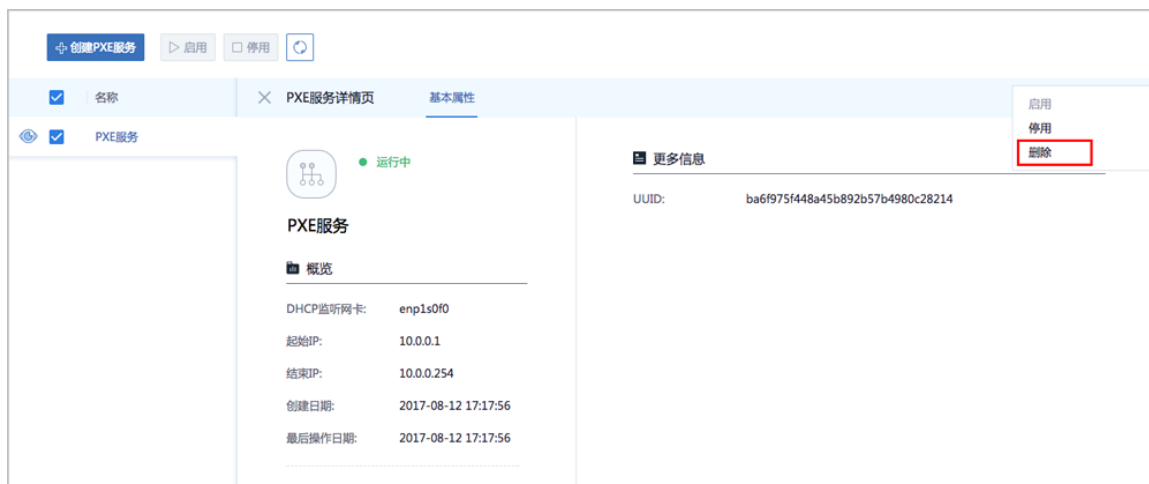 创建PXE服务 启用 停用
名称
PXE服务详情页 基本属性
启用
停用
删除
PXE服务
运行中
PXE服务
概览
DHCP监听网卡: enp1s0f0
起始IP: 10.0.0.1
结束IP: 10.0.0.254
创建日期: 2017-08-12 17:17:56
最后操作日期: 2017-08-12 17:17:56
更多信息
UUID: ba6f975f448a45b892b57b4980c28214